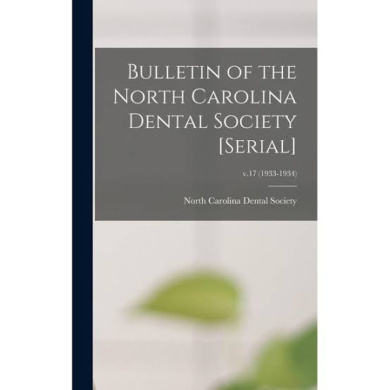 Bulletin of the
North Carolina
Dental Society
[Serial]
v.17 (1933-1934)
North Carolina Dental Society